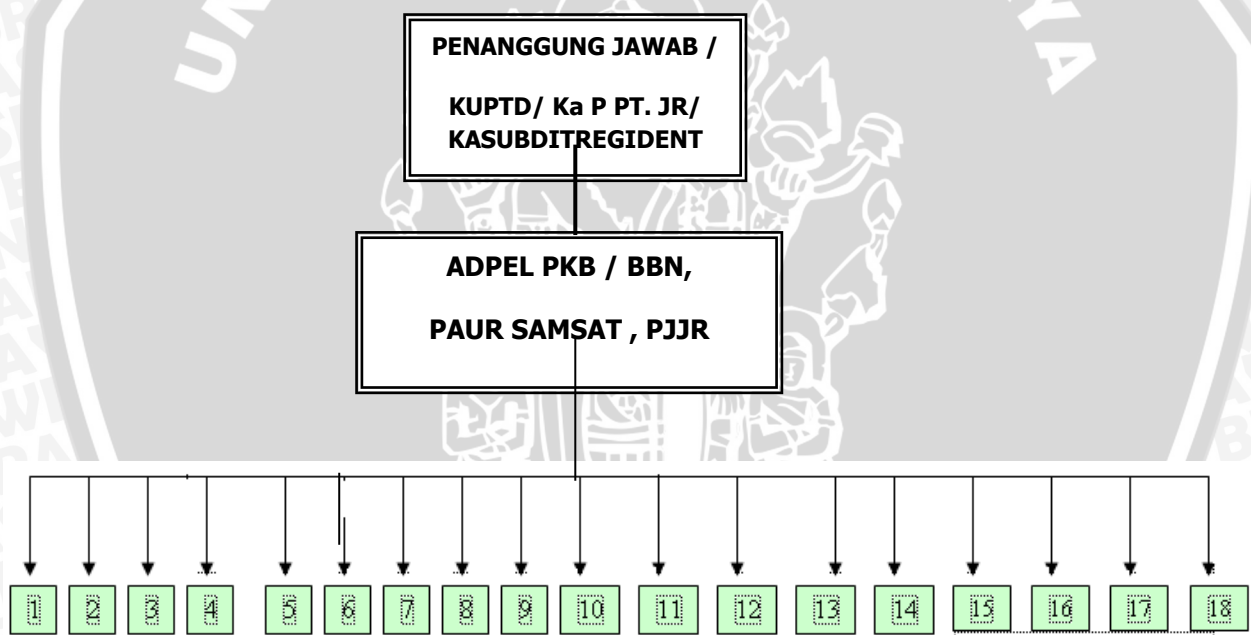 PENANGGUNG JAWAB /
KUPTD/ Ka P PT. JR/
KASUBDITREGIDENT
ADPEL PKB / BBN,
PAUR SAMSAT , PJJR
1 2 3 4 5 6 7 8 9 10 11 12 13 14 15 16 17 18